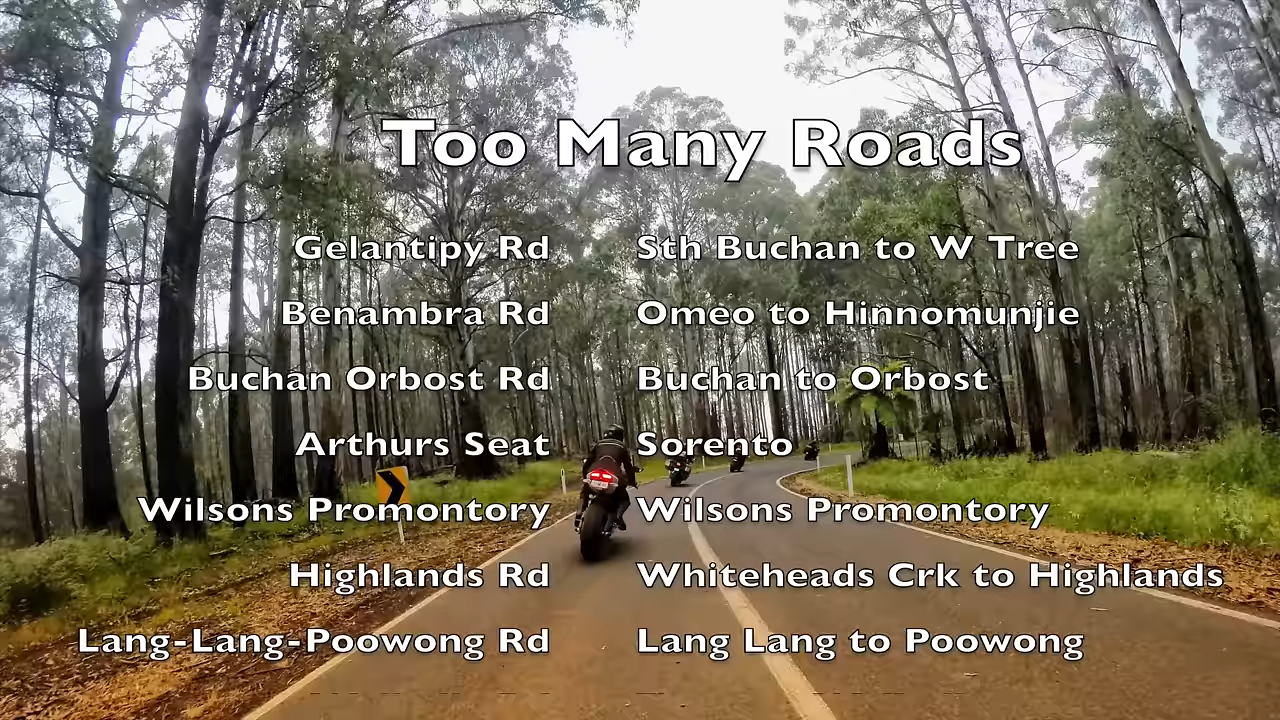 Too Many Roads
Gelantipy Rd Sth Buchan to W Tree
Benambra Rd Omeo to Hinnomunjie
Buchan Orbost Rd Buchan to Orbost
Arthurs Seat Sorento
Wilsons Promontory Wilsons Promontory
Highlands Rd Whiteheads Crk to Highlands
Lang-Lang-Poowong Rd Lang Lang to Poowong